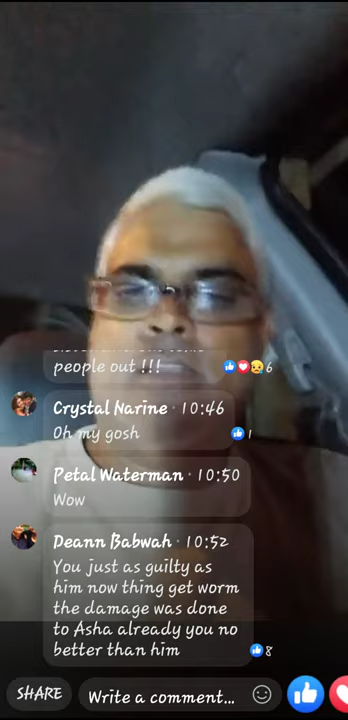 people out !!!
6
Crystal Narine · 10:46
Oh my gosh
1
Petal Waterman · 10:50
Wow
Deann Babwah · 10:52
You just as guilty as
him now thing get worm
the damage was done
to Asha already you no
better than him
8
SHARE
Write a comment...